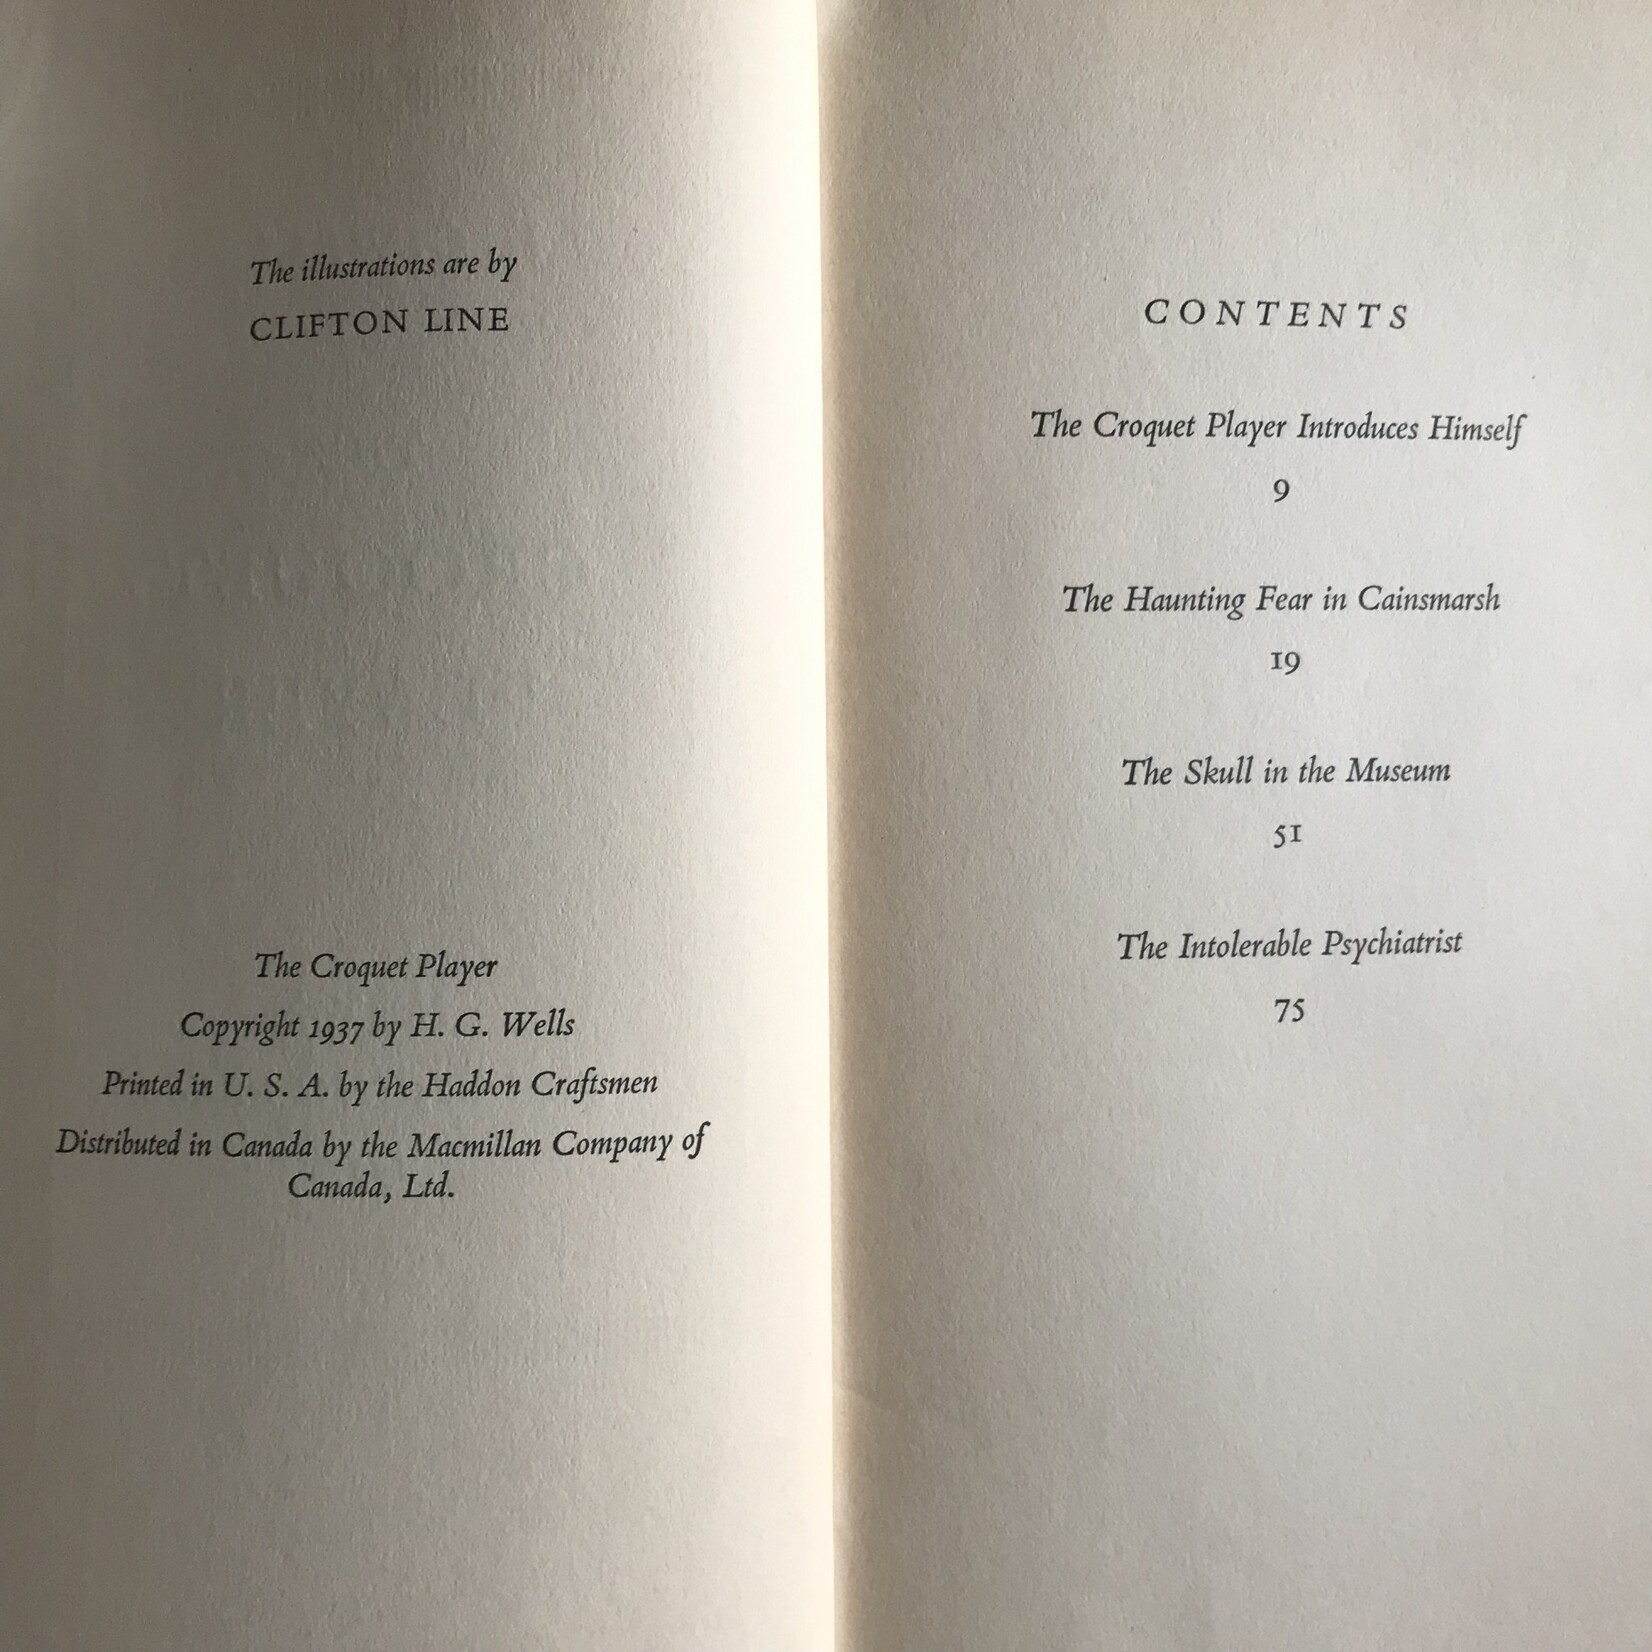 The illustrations are by
CLIFTON LINE
The Croquet Player
Copyright 1937 by H. G. Wells
Printed in U. S. A. by the Haddon Craftsmen
Distributed in Canada by the Macmillan Company of
Canada, Ltd.
CONTENTS
The Croquet Player Introduces Himself
9
The Haunting Fear in Cainsmarsh
19
The Skull in the Museum
51
The Intolerable Psychiatrist
75